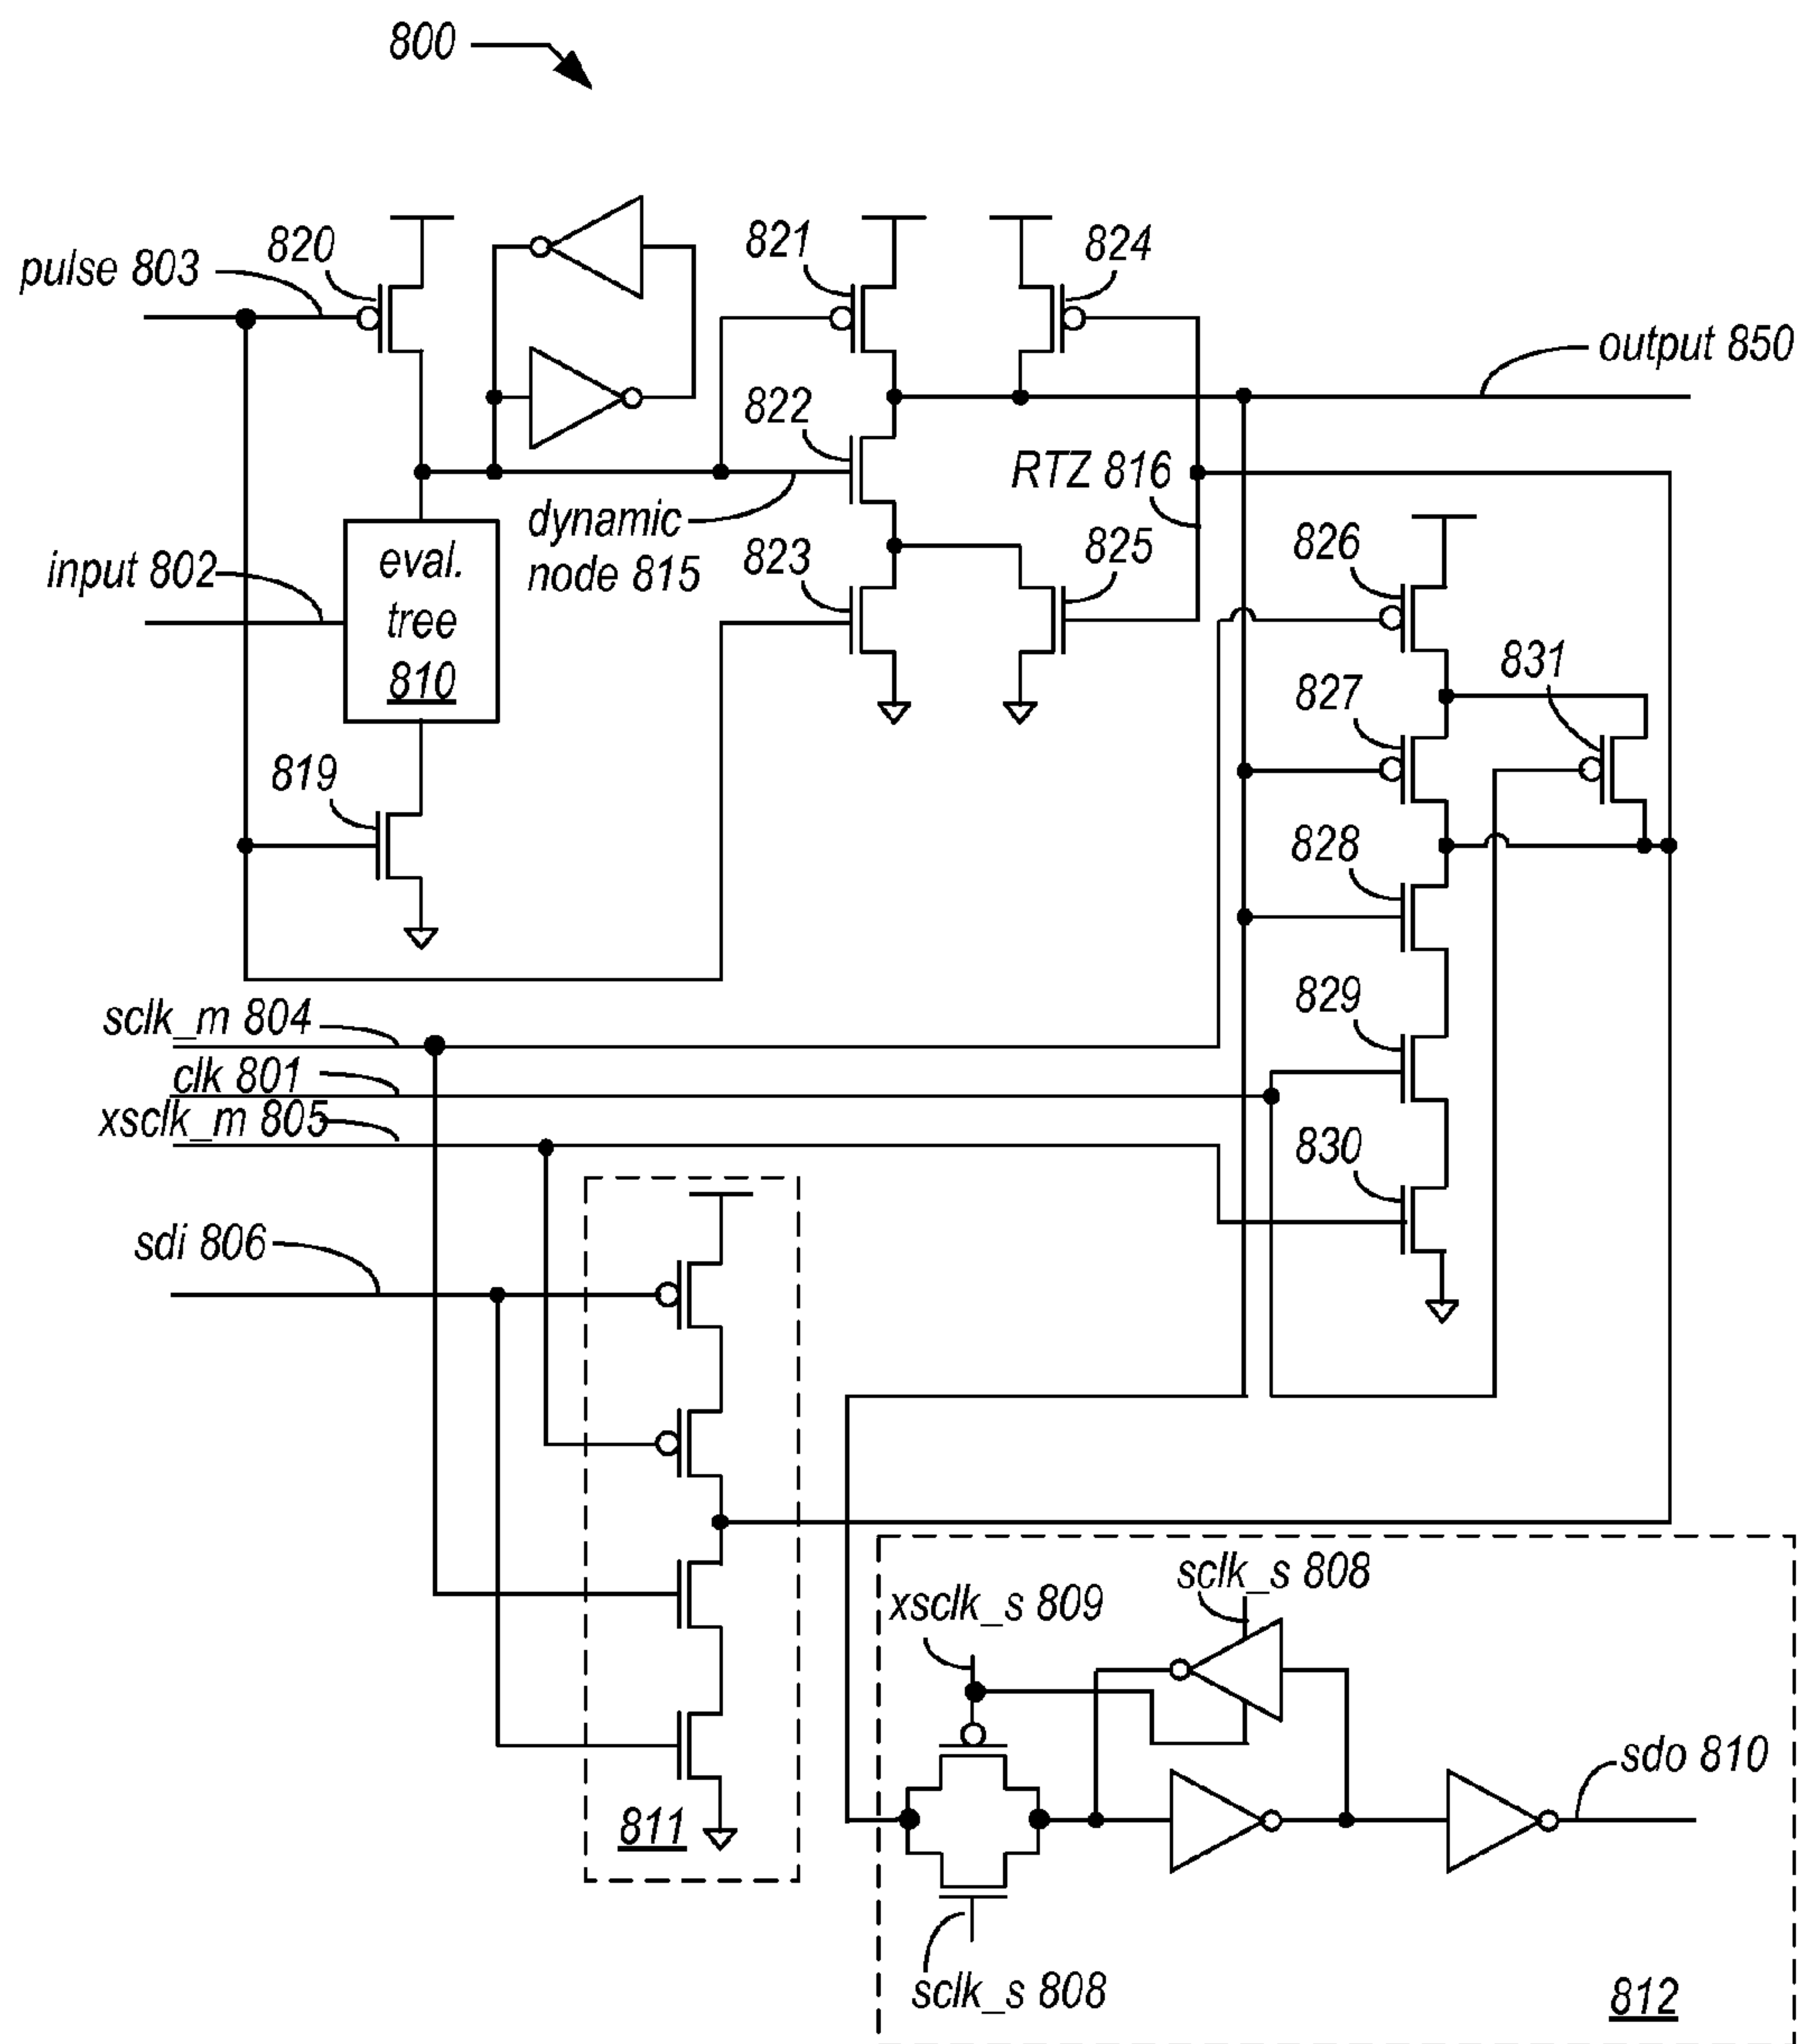 800
pulse 803
820
821
824
output 850
822
RTZ 816
dynamic
node 815
input 802
eval.
tree
810
823
825
826
831
827
819
828
829
sclk_m 804
clk 801
xsclk_m 805
830
sdi 806
811
xsclk_s 809
sclk_s 808
sdo 810
sclk_s 808
812